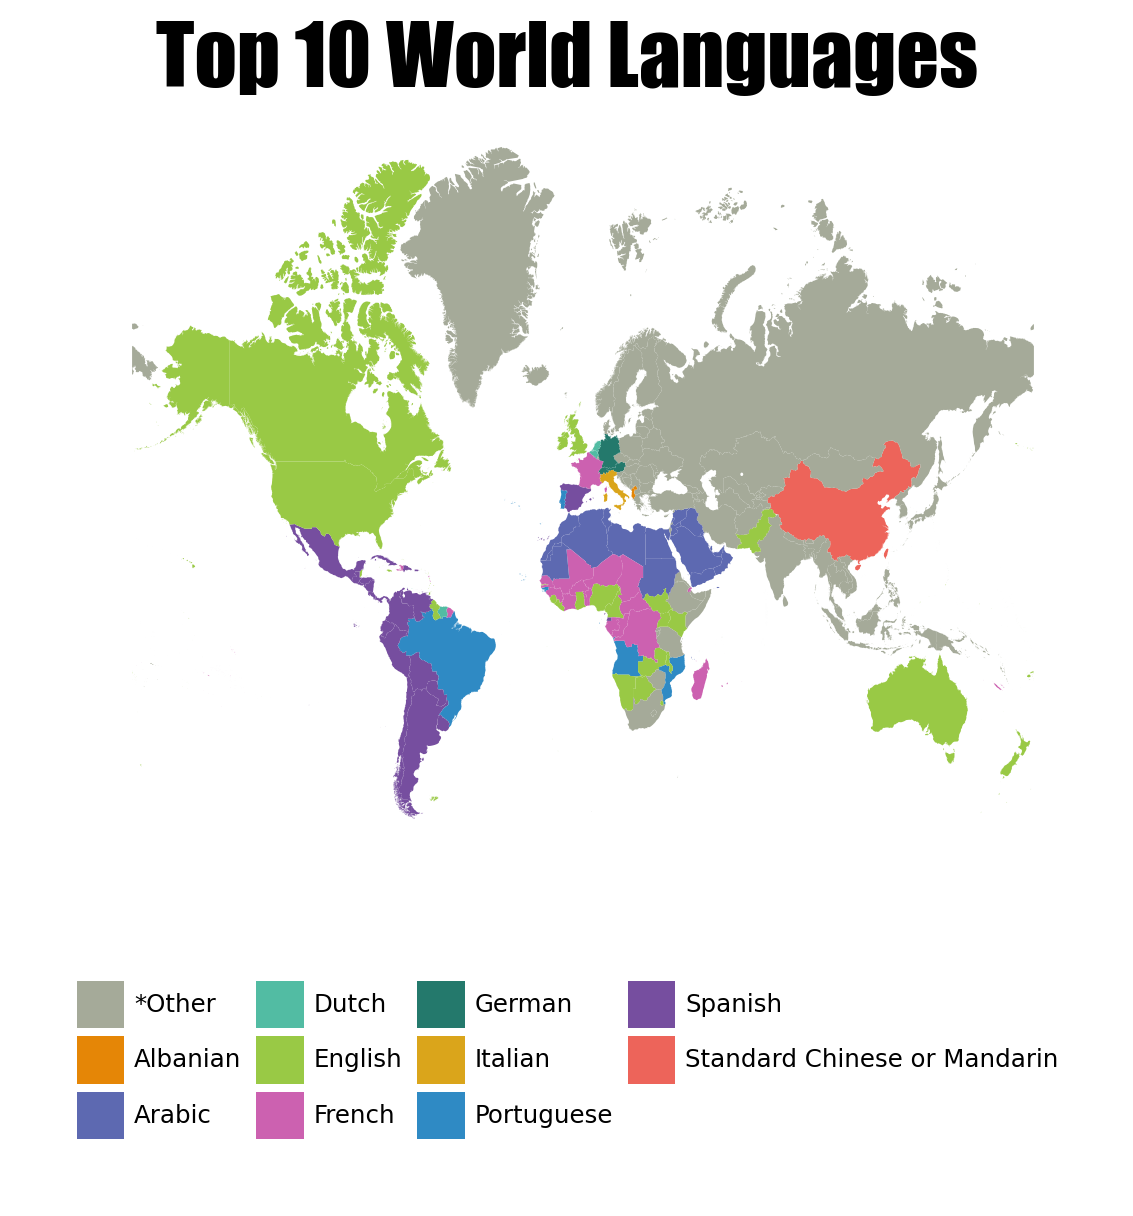 Top 10 World Languages
*Other
Albanian
Arabic
Dutch
English
French
German
Italian
Portuguese
Spanish
Standard Chinese or Mandarin